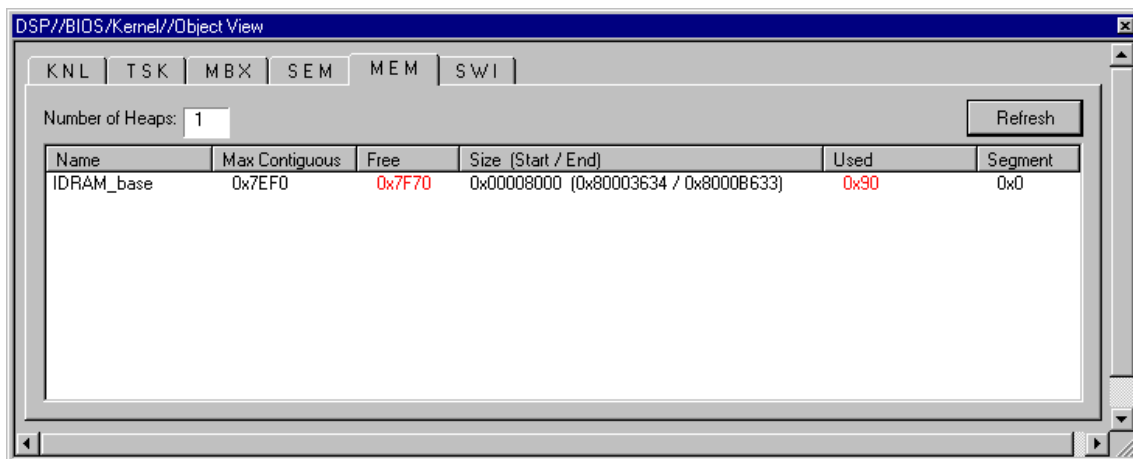 DSP//BIOS/Kernel//Object View
KNL TSK MBX SEM MEM SWI
Number of Heaps: 1 Refresh
Name Max Contiguous Free Size (Start / End) Used Segment
IDRAM_base 0x7EF0 0x7F70 0x00008000 (0x80003634 / 0x8000B633) 0x90 0x0